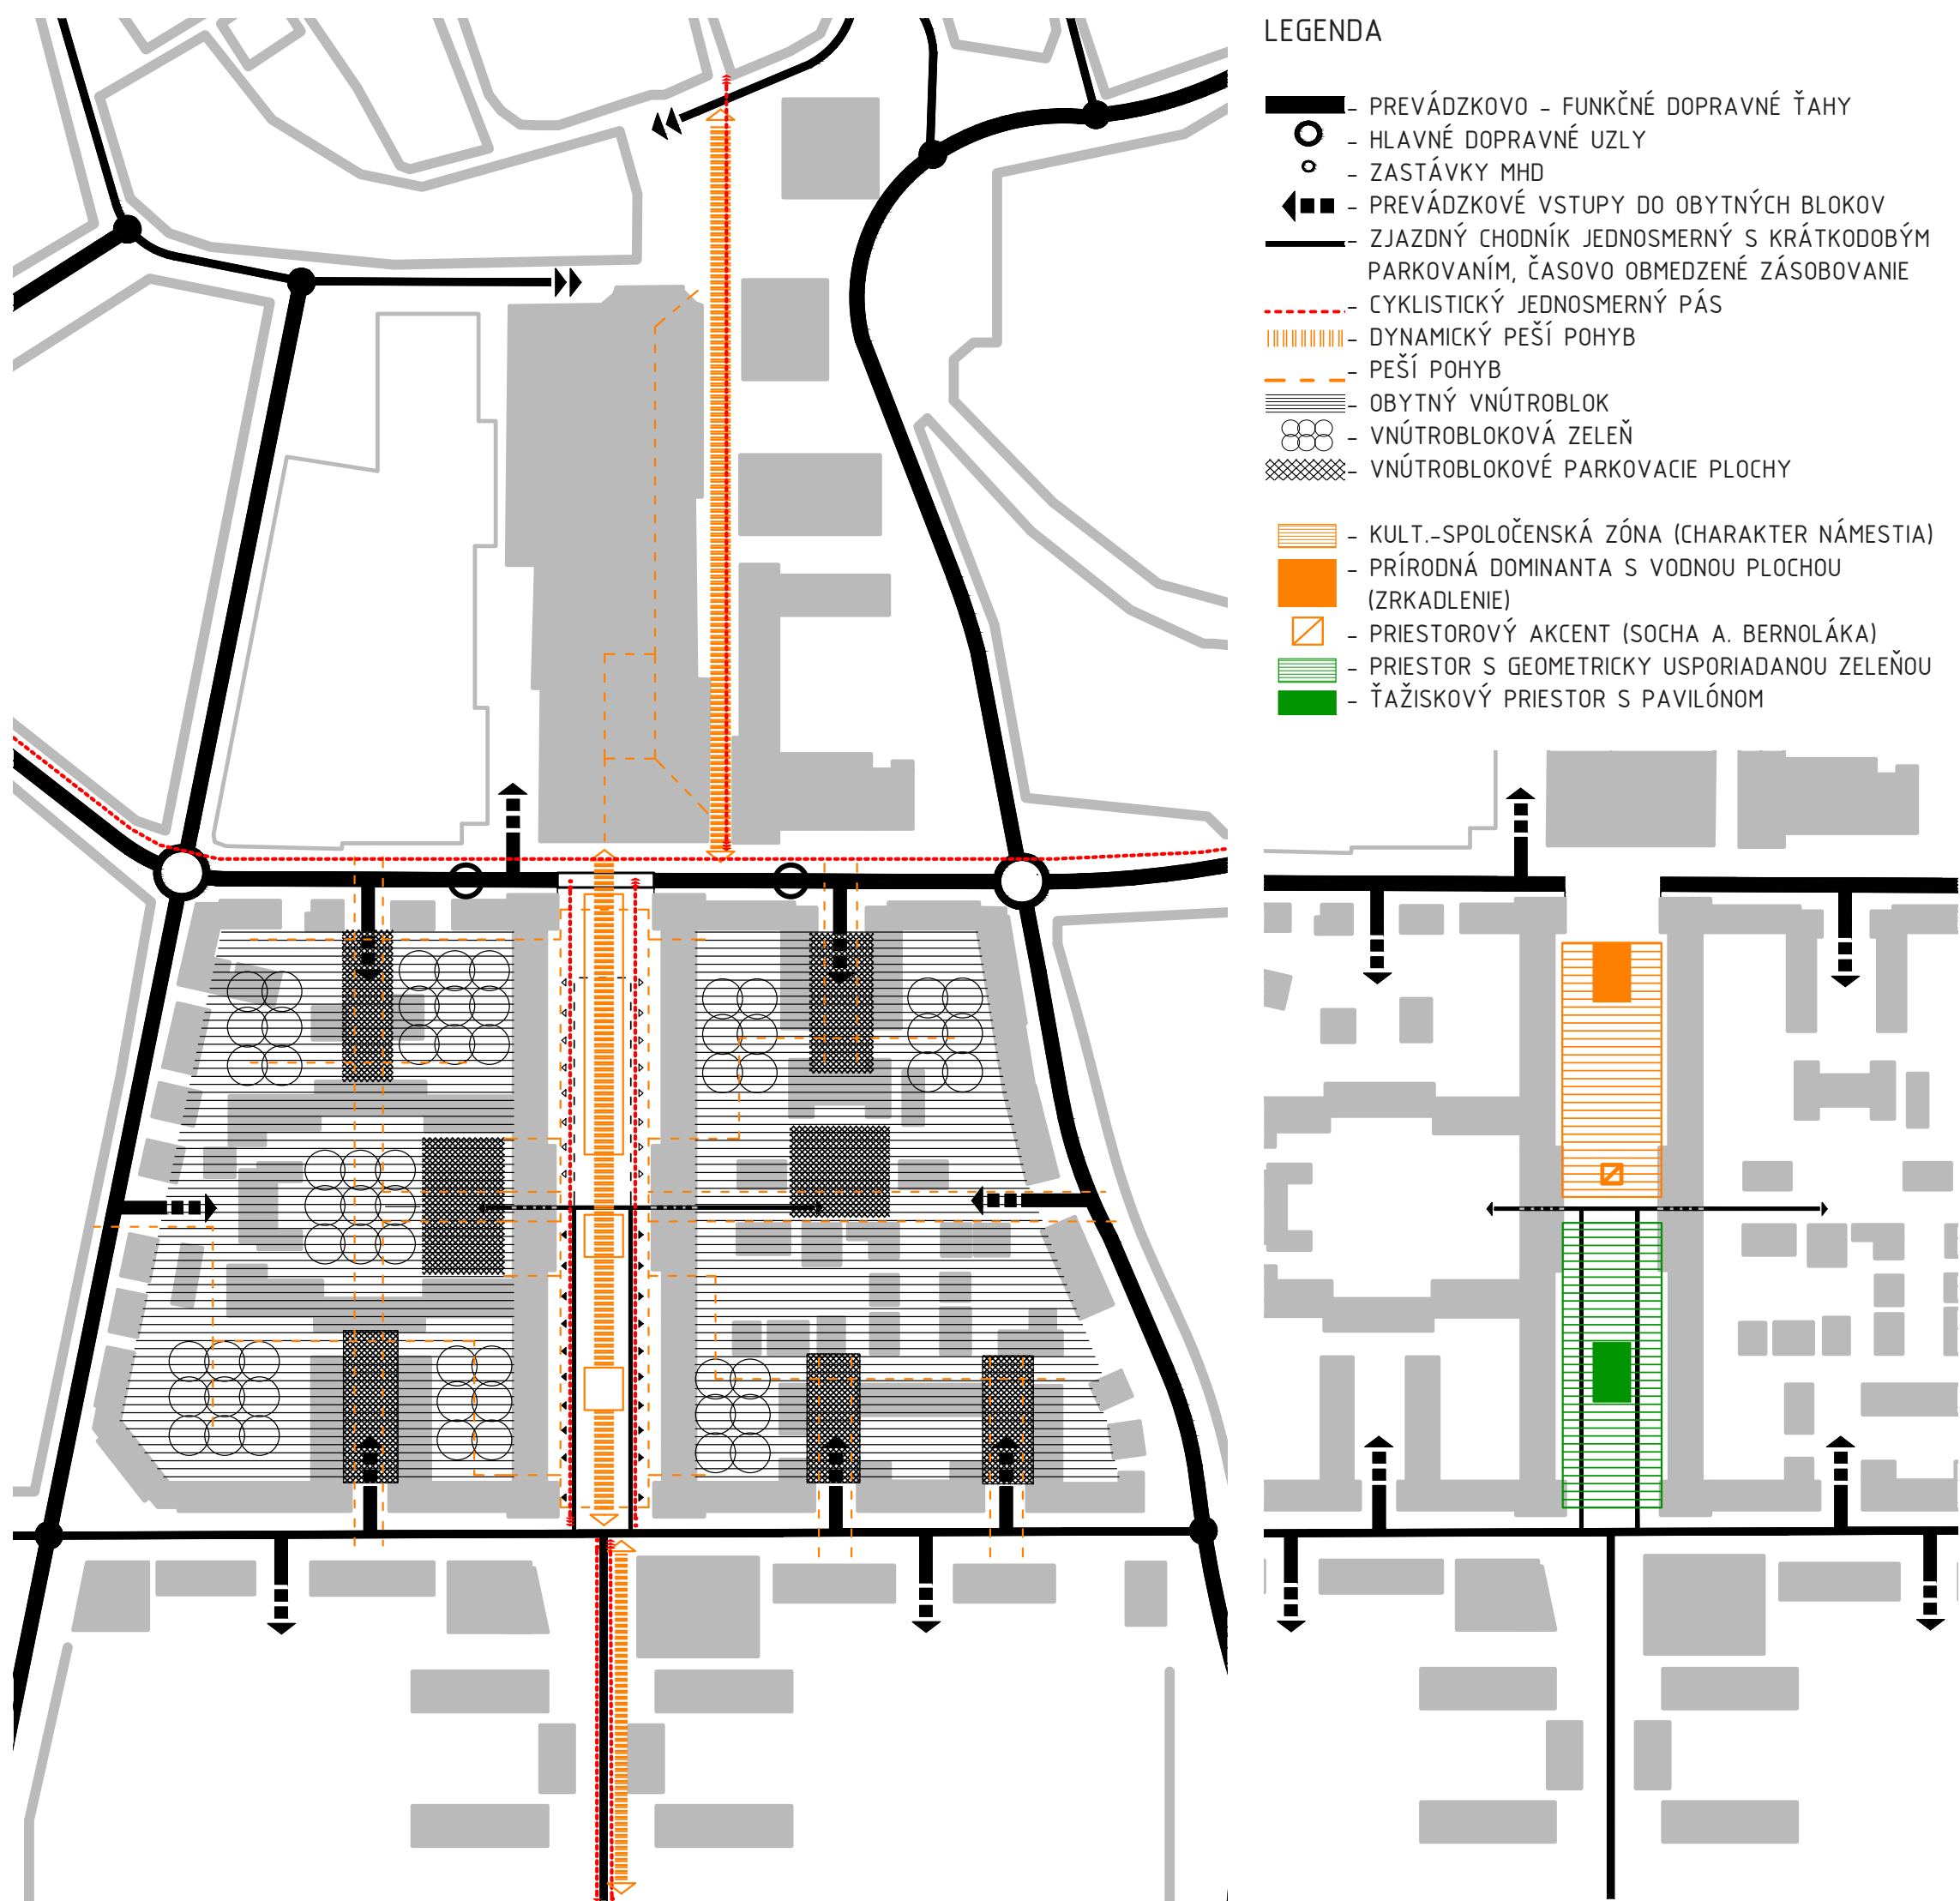 LEGENDA
- PREVÁDZKOVO - FUNKČNÉ DOPRAVNÉ ŤAHY
- HLAVNÉ DOPRAVNÉ UZLY
- ZASTÁVKY MHD
- PREVÁDZKOVÉ VSTUPY DO OBYTNÝCH BLOKOV
- ZJAZDNÝ CHODNÍK JEDNOSMERNÝ S KRÁTKODOBÝM
PARKOVANÍM, ČASOVO OBMEDZENÉ ZÁSOBOVANIE
- CYKLISTICKÝ JEDNOSMERNÝ PÁS
- DYNAMICKÝ PEŠÍ POHYB
- PEŠÍ POHYB
- OBYTNÝ VNÚTROBLOK
- VNÚTROBLOKOVÁ ZELEŇ
- VNÚTROBLOKOVÉ PARKOVACIE PLOCHY
- KULT.-SPOLOČENSKÁ ZÓNA (CHARAKTER NÁMESTIA)
- PRÍRODNÁ DOMINANTA S VODNOU PLOCHOU
(ZRKADLENIE)
- PRIESTOROVÝ AKCENT (SOCHA A. BERNOLÁKA)
- PRIESTOR S GEOMETRICKY USPORIADANOU ZELEŇOU
- ŤAŽISKOVÝ PRIESTOR S PAVILÓNOM